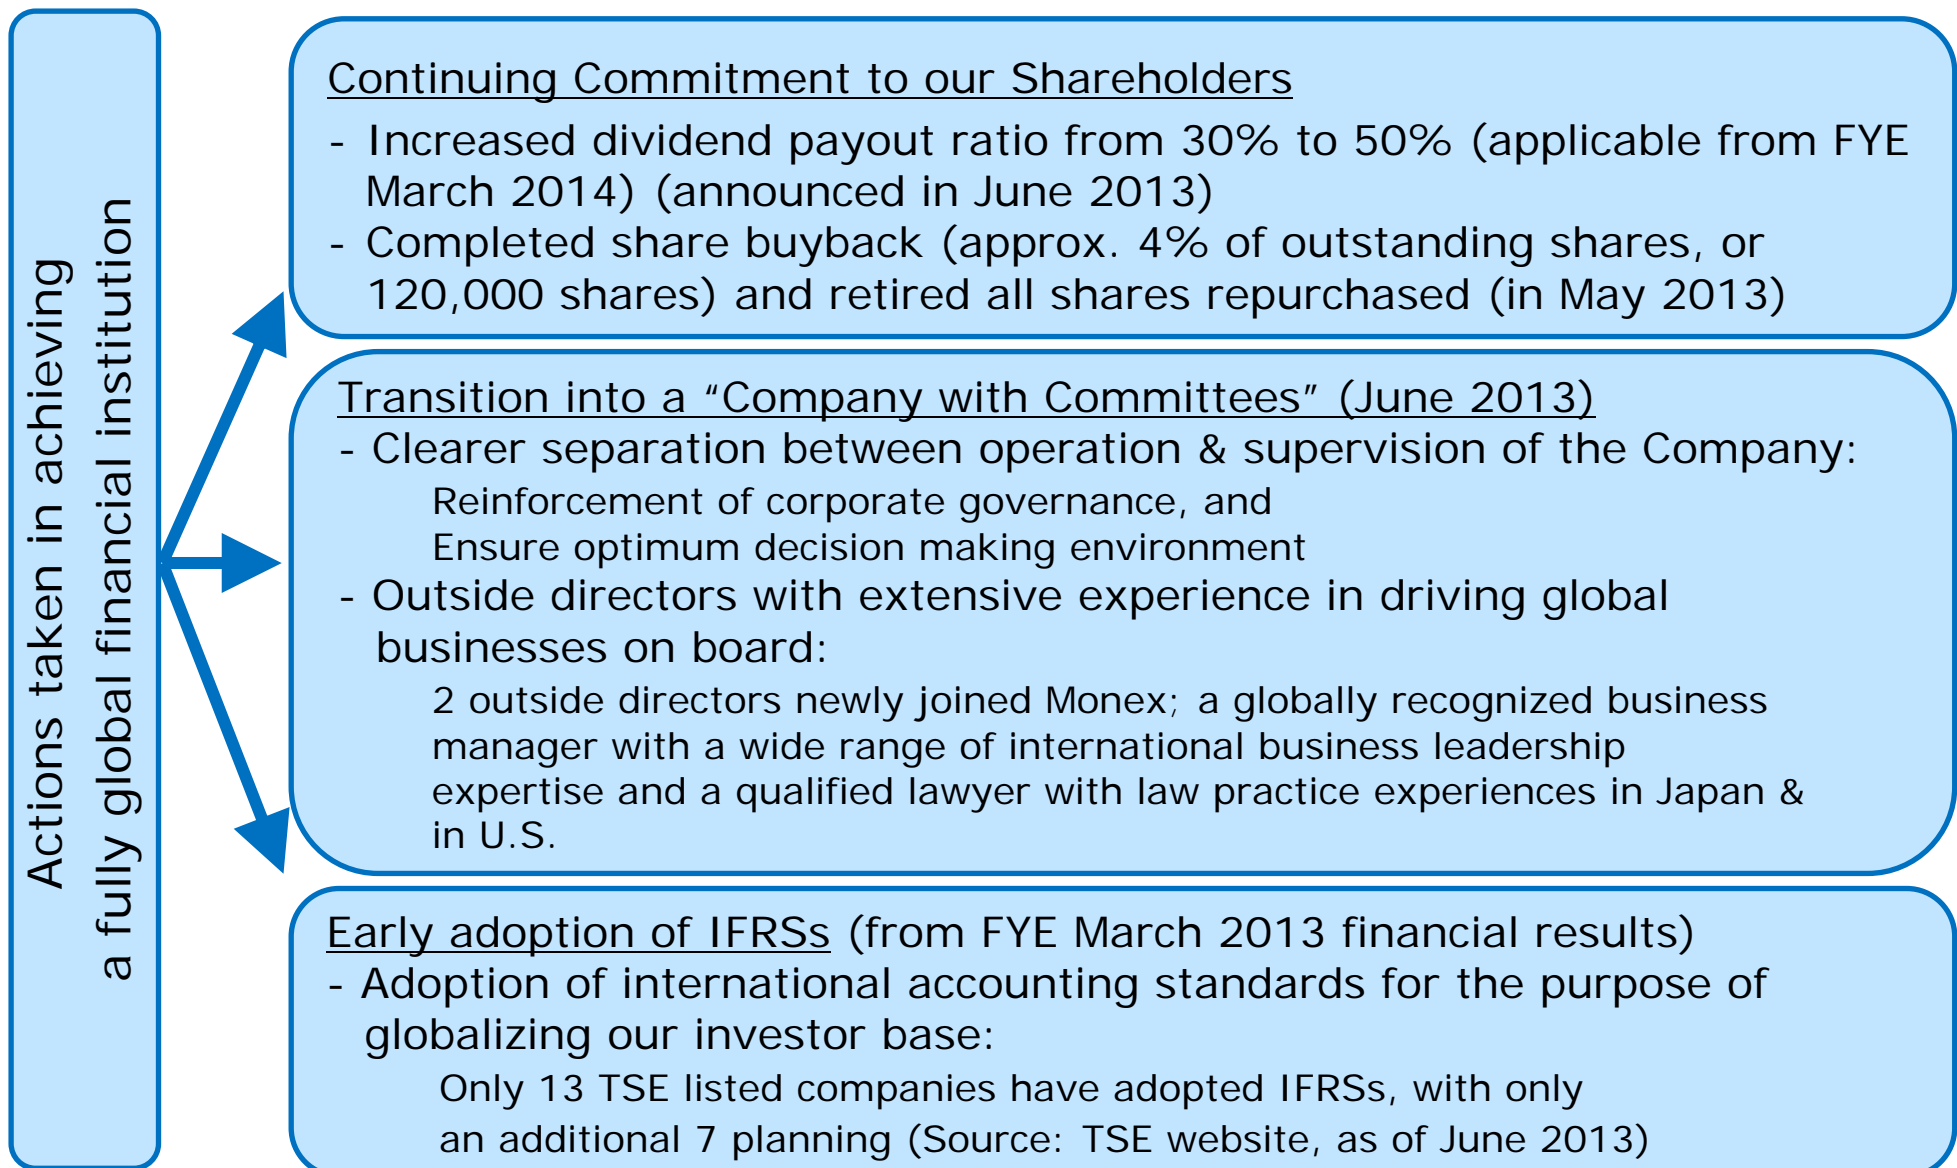 Actions taken in achieving
a fully global financial institution
Continuing Commitment to our Shareholders
- Increased dividend payout ratio from 30% to 50% (applicable from FYE
March 2014) (announced in June 2013)
- Completed share buyback (approx. 4% of outstanding shares, or
120,000 shares) and retired all shares repurchased (in May 2013)
Transition into a “Company with Committees” (June 2013)
- Clearer separation between operation & supervision of the Company:
Reinforcement of corporate governance, and
Ensure optimum decision making environment
- Outside directors with extensive experience in driving global
businesses on board:
2 outside directors newly joined Monex; a globally recognized business
manager with a wide range of international business leadership
expertise and a qualified lawyer with law practice experiences in Japan &
in U.S.
Early adoption of IFRSs (from FYE March 2013 financial results)
- Adoption of international accounting standards for the purpose of
globalizing our investor base:
Only 13 TSE listed companies have adopted IFRSs, with only
an additional 7 planning (Source: TSE website, as of June 2013)